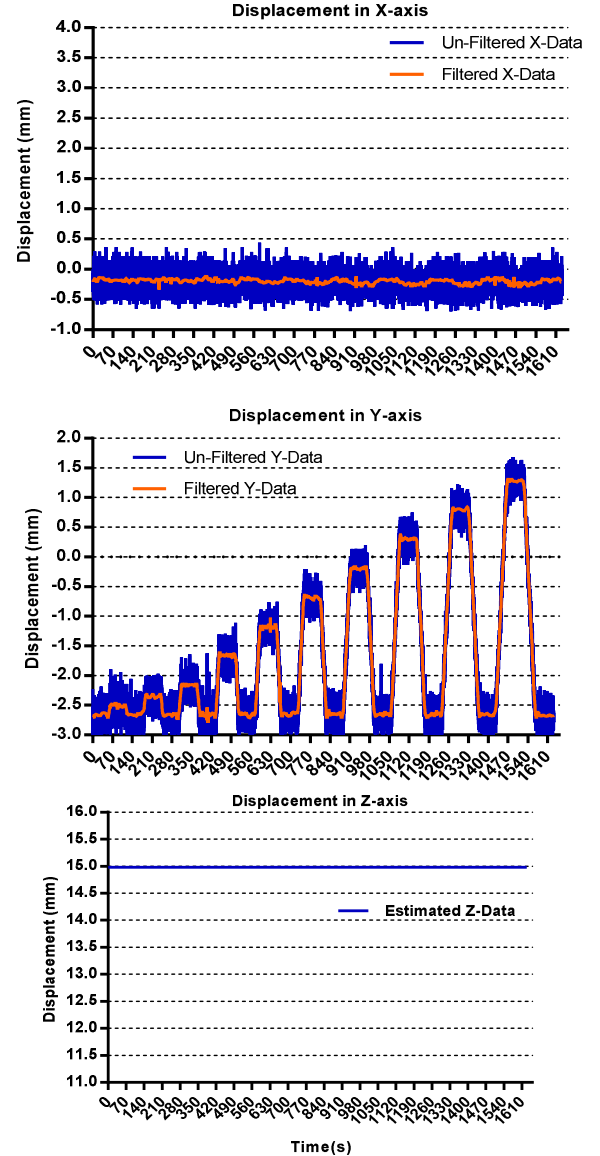 Displacement in X-axis
4.0
3.5
3.0
2.5
2.0
1.5
1.0
0.5
0.0
-0.5
-1.0
Displacement (mm)
Un-Filtered X-Data
Filtered X-Data
0 70 140 210 280 350 420 490 560 630 700 770 840 910 980 1050 1120 1190 1260 1330 1400 1470 1540 1610
Displacement in Y-axis
2.0
1.5
1.0
0.5
0.0
-0.5
-1.0
-1.5
-2.0
-2.5
-3.0
Displacement (mm)
Un-Filtered Y-Data
Filtered Y-Data
0 70 140 210 280 350 420 490 560 630 700 770 840 910 980 1050 1120 1190 1260 1330 1400 1470 1540 1610
Displacement in Z-axis
16.0
15.5
15.0
14.5
14.0
13.5
13.0
12.5
12.0
11.5
11.0
Displacement (mm)
Estimated Z-Data
0 70 140 210 280 350 420 490 560 630 700 770 840 910 980 1050 1120 1190 1260 1330 1400 1470 1540 1610
Time(s)